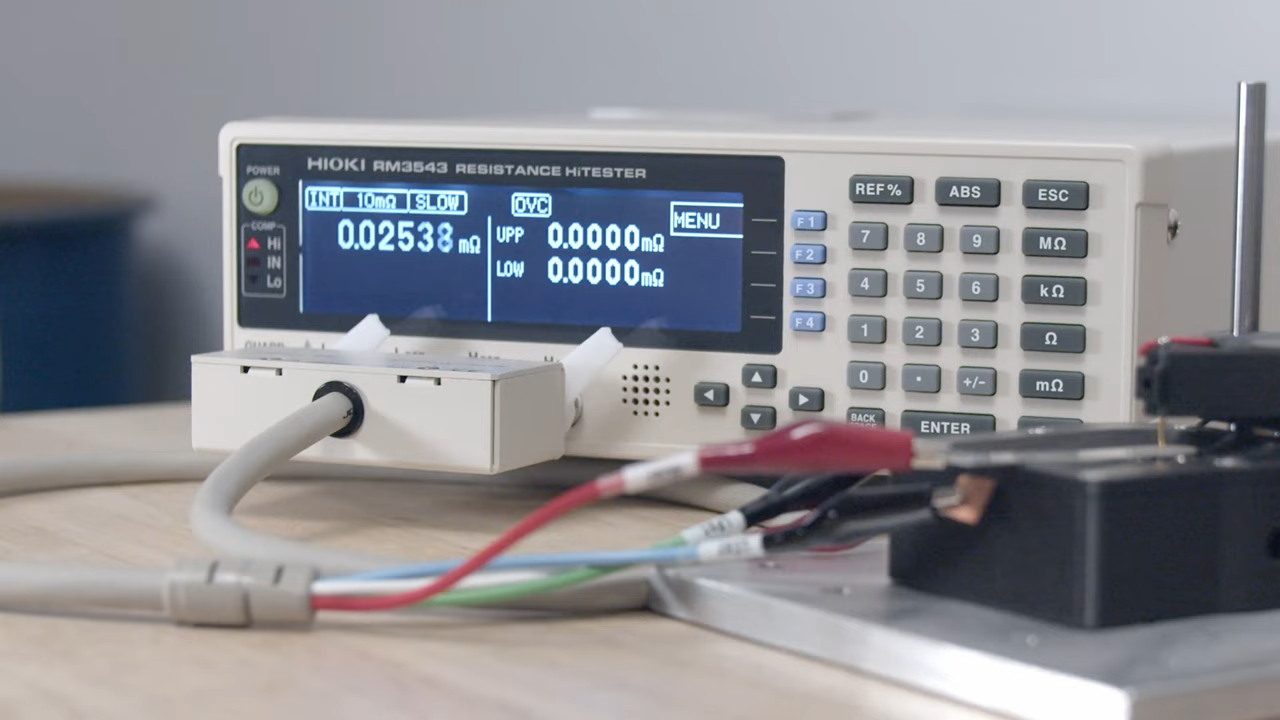 HIOKI RM3543 RESISTANCE HiTESTER
POWER
COMP
Hi
IN
Lo
INT 10mΩ SLOW OVC
MENU
0.02538 mΩ
UPP 0.0000mΩ
LOW 0.0000mΩ
F1
F2
F3
F4
REF% ABS ESC
7 8 9 MΩ
4 5 6 kΩ
1 2 3 Ω
0 . +/- mΩ
BACK
ENTER
GUARD